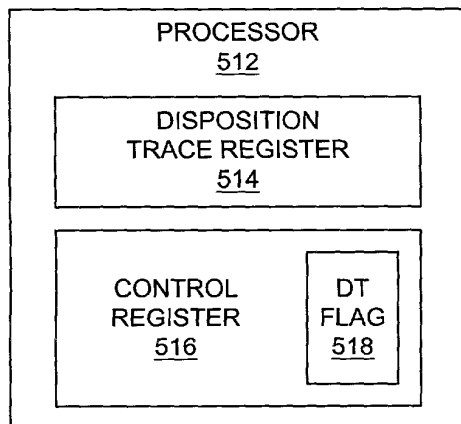 PROCESSOR
512
DISPOSITION
TRACE REGISTER
514
CONTROL
REGISTER
516
DT
FLAG
518